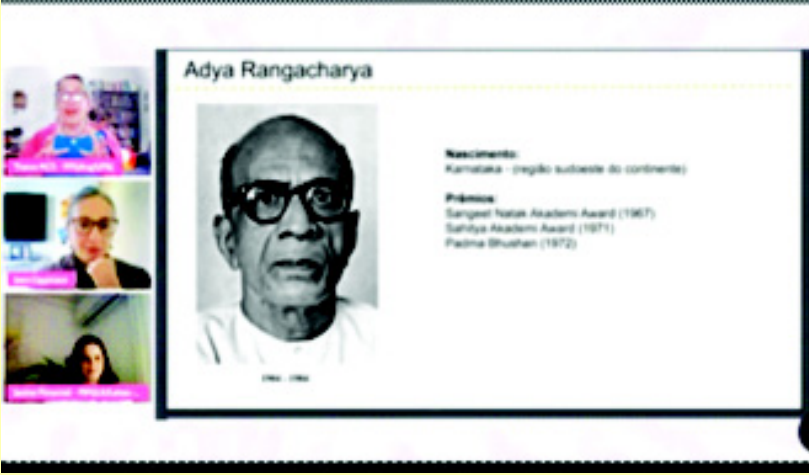 Adya Rangacharya
Nascimento:
Karnataka - (região sudoeste do continente)
Prêmios:
Sangeet Natak Akademi Award (1967)
Sahitya Akademi Award (1971)
Padma Bhushan (1972)